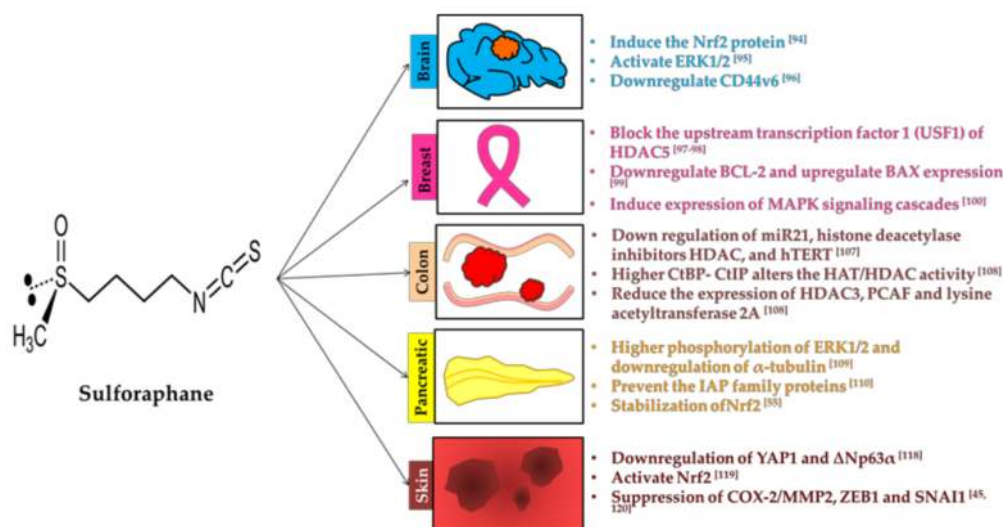 O
S
S
N
C
H₃C
Sulforaphane
Brain
• Induce the Nrf2 protein [94]
• Activate ERK1/2 [95]
• Downregulate CD44v6 [96]
Breast
• Block the upstream transcription factor 1 (USF1) of
HDAC5 [97-98]
• Downregulate BCL-2 and upregulate BAX expression
[99]
• Induce expression of MAPK signaling cascades [100]
Colon
• Down regulation of miR21, histone deacetylase
inhibitors HDAC, and hTERT [107]
• Higher CtBP- CtIP alters the HAT/HDAC activity [108]
• Reduce the expression of HDAC3, PCAF and lysine
acetyltransferase 2A [108]
Pancreatic
• Higher phosphorylation of ERK1/2 and
downregulation of α-tubulin [109]
• Prevent the IAP family proteins [110]
• Stabilization of Nrf2 [55]
Skin
• Downregulation of YAP1 and ΔNp63α [118]
• Activate Nrf2 [119]
• Suppression of COX-2/MMP2, ZEB1 and SNAI1 [45,
120]